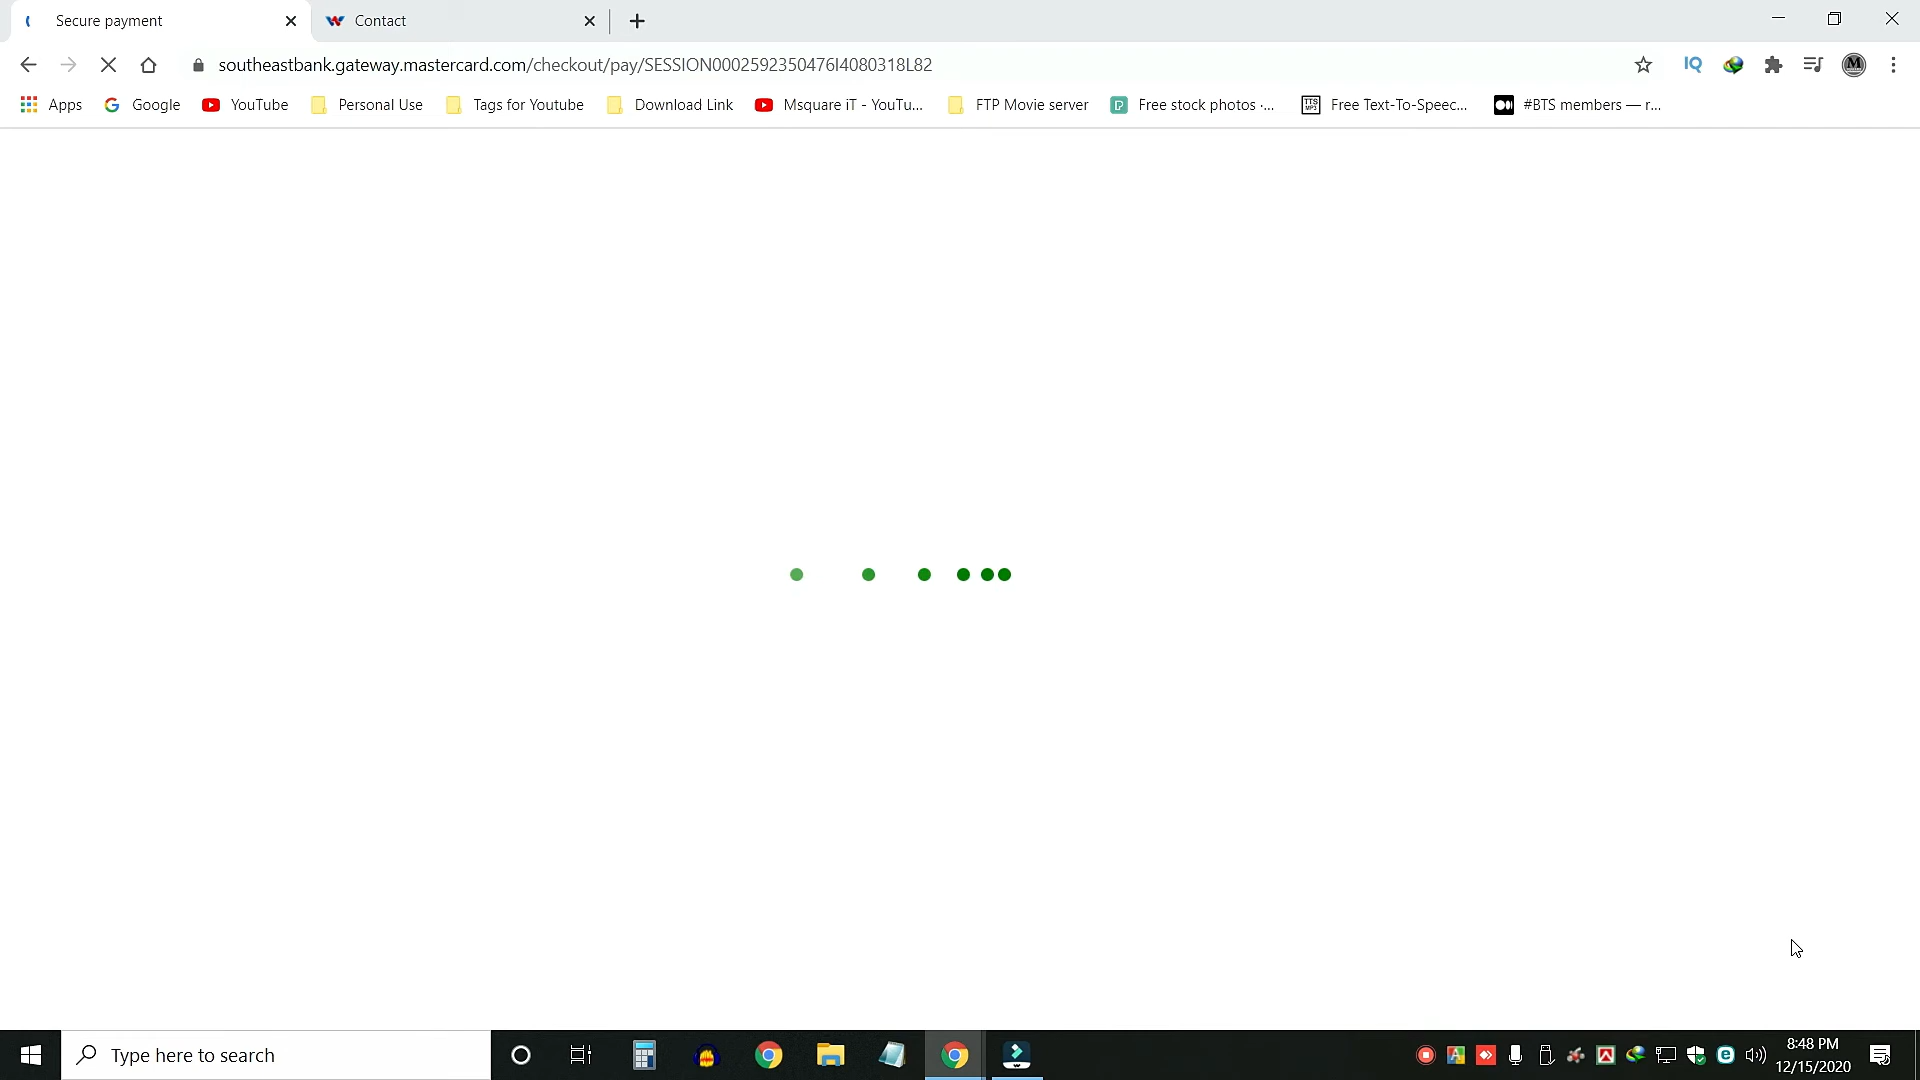 Secure payment
Contact
southeastbank.gateway.mastercard.com/checkout/pay/SESSION0002592350476I4080318L82
IQ
M
Apps
Google
YouTube
Personal Use
Tags for Youtube
Download Link
Msquare iT - YouTu...
FTP Movie server
Free stock photos ·...
Free Text-To-Speec...
#BTS members — r...
Type here to search
8:48 PM
12/15/2020